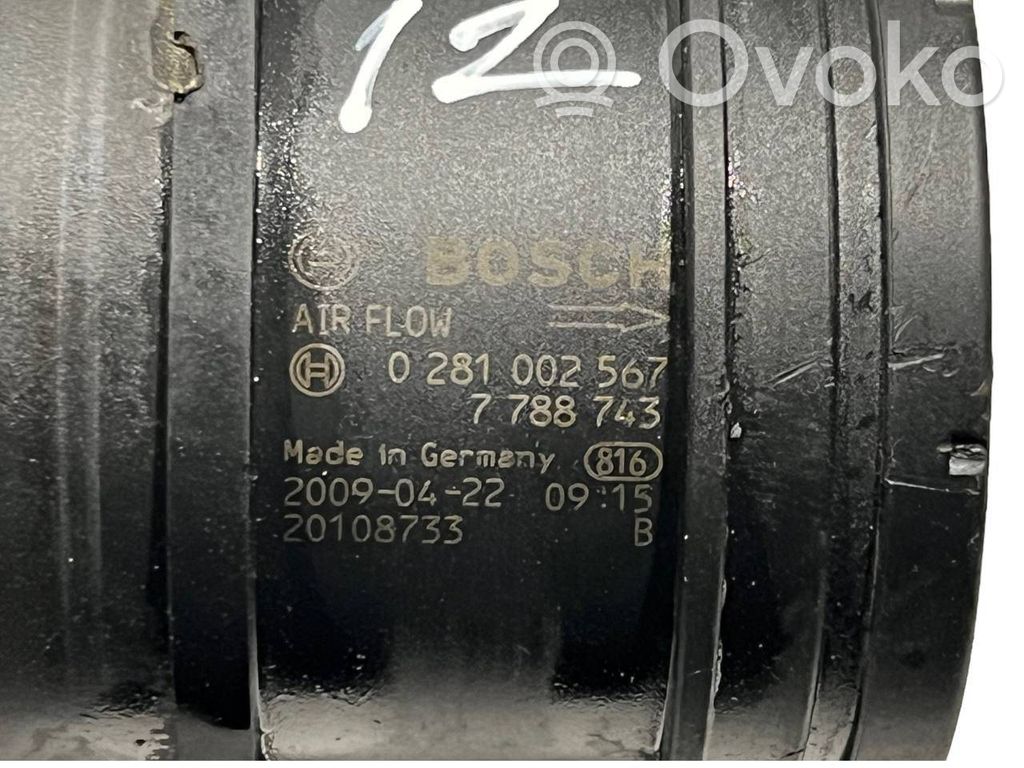 12
Ovoko
BOSCH
AIR FLOW
0 281 002 567
7 788 743
Made in Germany 816
2009-04-22 09:15
20108733 B